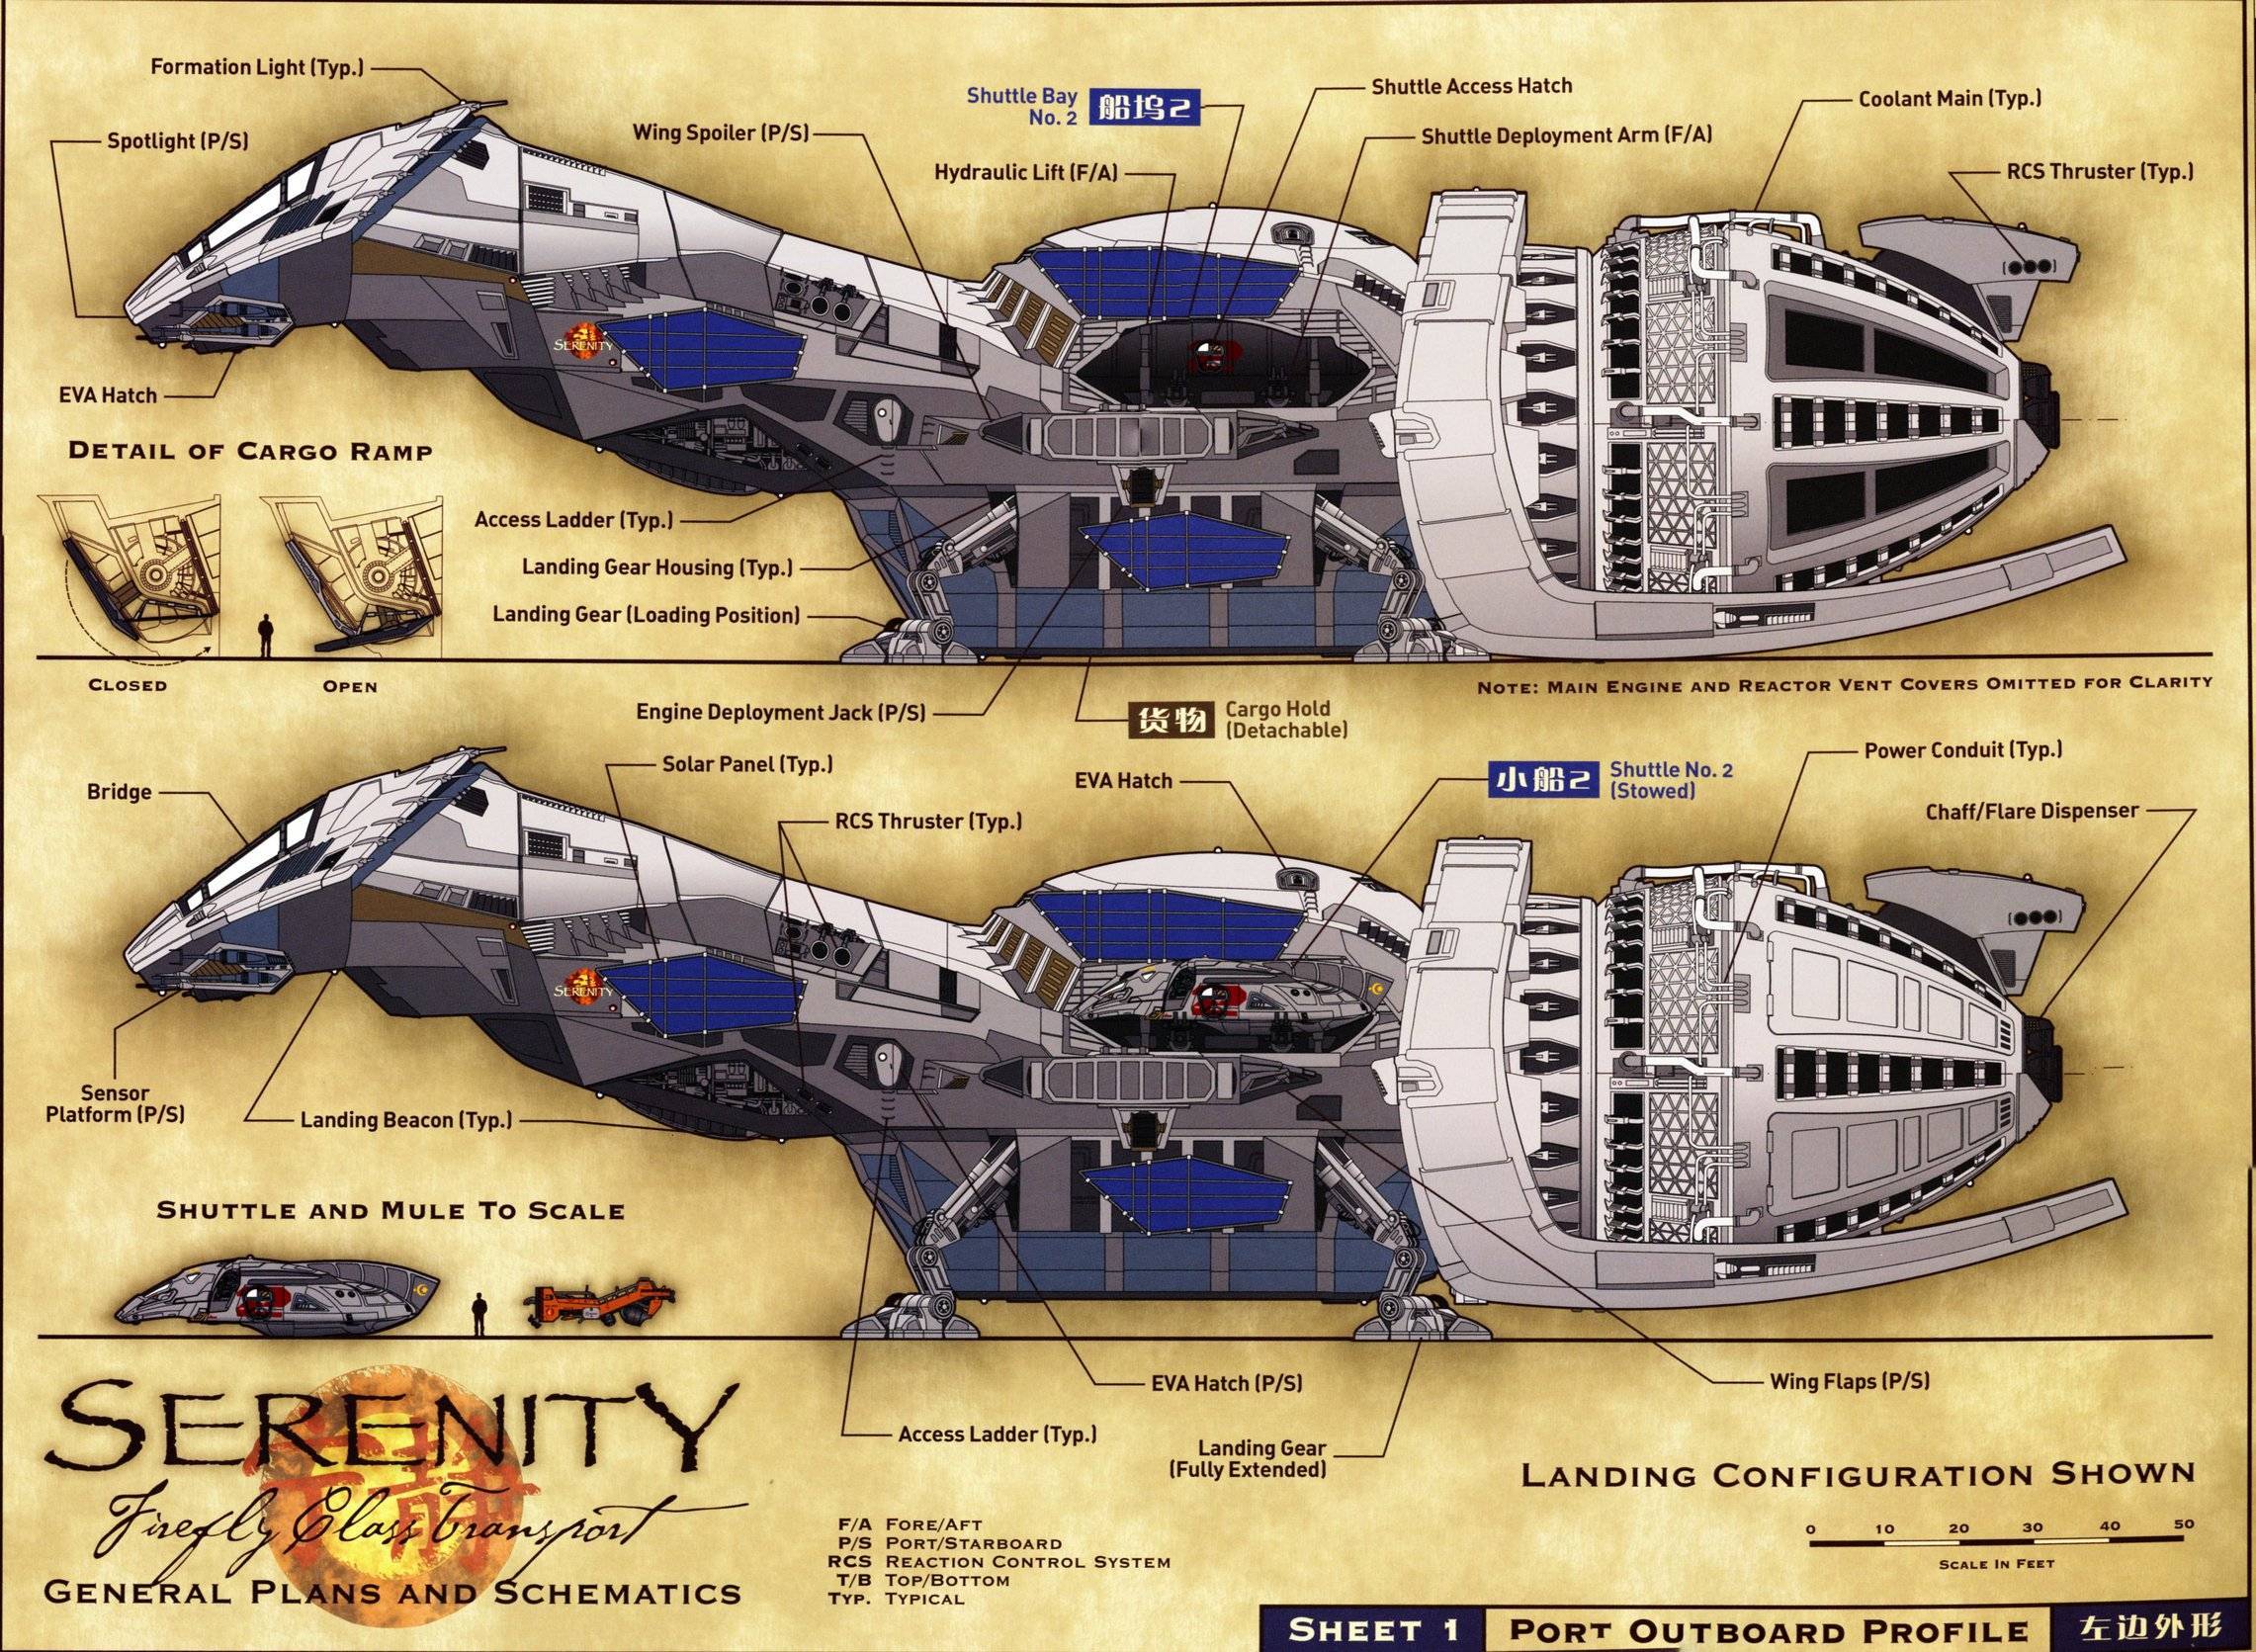 Formation Light (Typ.)
Spotlight (P/S)
Wing Spoiler (P/S)
Shuttle Bay
No. 2
船坞2
Hydraulic Lift (F/A)
Shuttle Access Hatch
Shuttle Deployment Arm (F/A)
Coolant Main (Typ.)
RCS Thruster (Typ.)
SERENITY
EVA Hatch
DETAIL OF CARGO RAMP
CLOSED
OPEN
Access Ladder (Typ.)
Landing Gear Housing (Typ.)
Landing Gear (Loading Position)
Engine Deployment Jack (P/S)
货物
Cargo Hold
(Detachable)
NOTE: MAIN ENGINE AND REACTOR VENT COVERS OMITTED FOR CLARITY
Bridge
Solar Panel (Typ.)
RCS Thruster (Typ.)
EVA Hatch
小船2
Shuttle No. 2
(Stowed)
Power Conduit (Typ.)
Chaff/Flare Dispenser
SERENITY
Sensor
Platform (P/S)
Landing Beacon (Typ.)
SHUTTLE AND MULE TO SCALE
EVA Hatch (P/S)
Access Ladder (Typ.)
Landing Gear
(Fully Extended)
Wing Flaps (P/S)
SERENITY
Firefly Class Transport
GENERAL PLANS AND SCHEMATICS
F/A FORE/AFT
P/S PORT/STARBOARD
RCS REACTION CONTROL SYSTEM
T/B TOP/BOTTOM
TYP. TYPICAL
LANDING CONFIGURATION SHOWN
0 10 20 30 40 50
SCALE IN FEET
SHEET 1
PORT OUTBOARD PROFILE
左边外形